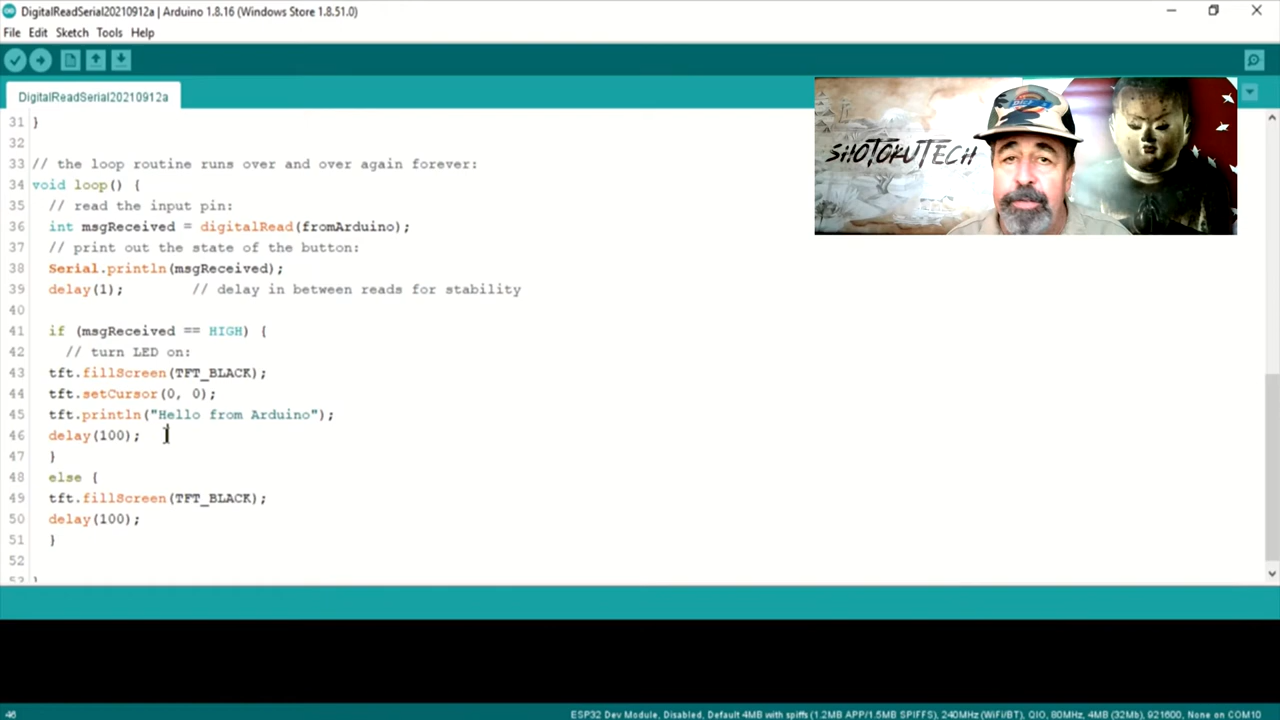 DigitalReadSerial20210912a | Arduino 1.8.16 (Windows Store 1.8.51.0)
File Edit Sketch Tools Help
DigitalReadSerial20210912a
SHOTOKUTECH
31 }
32
33 // the loop routine runs over and over again forever:
34 void loop() {
35 // read the input pin:
36 int msgReceived = digitalRead(fromArduino);
37 // print out the state of the button:
38 Serial.println(msgReceived);
39 delay(1); // delay in between reads for stability
40
41 if (msgReceived == HIGH) {
42 // turn LED on:
43 tft.fillScreen(TFT_BLACK);
44 tft.setCursor(0, 0);
45 tft.println("Hello from Arduino");
46 delay(100);
47 }
48 else {
49 tft.fillScreen(TFT_BLACK);
50 delay(100);
51 }
52
46 ESP32 Dev Module, Disabled, Default 4MB with spiffs (1.2MB APP/1.5MB SPIFFS), 240MHz (WiFi/BT), QIO, 80MHz, 4MB (32Mb), 921600, None on COM10